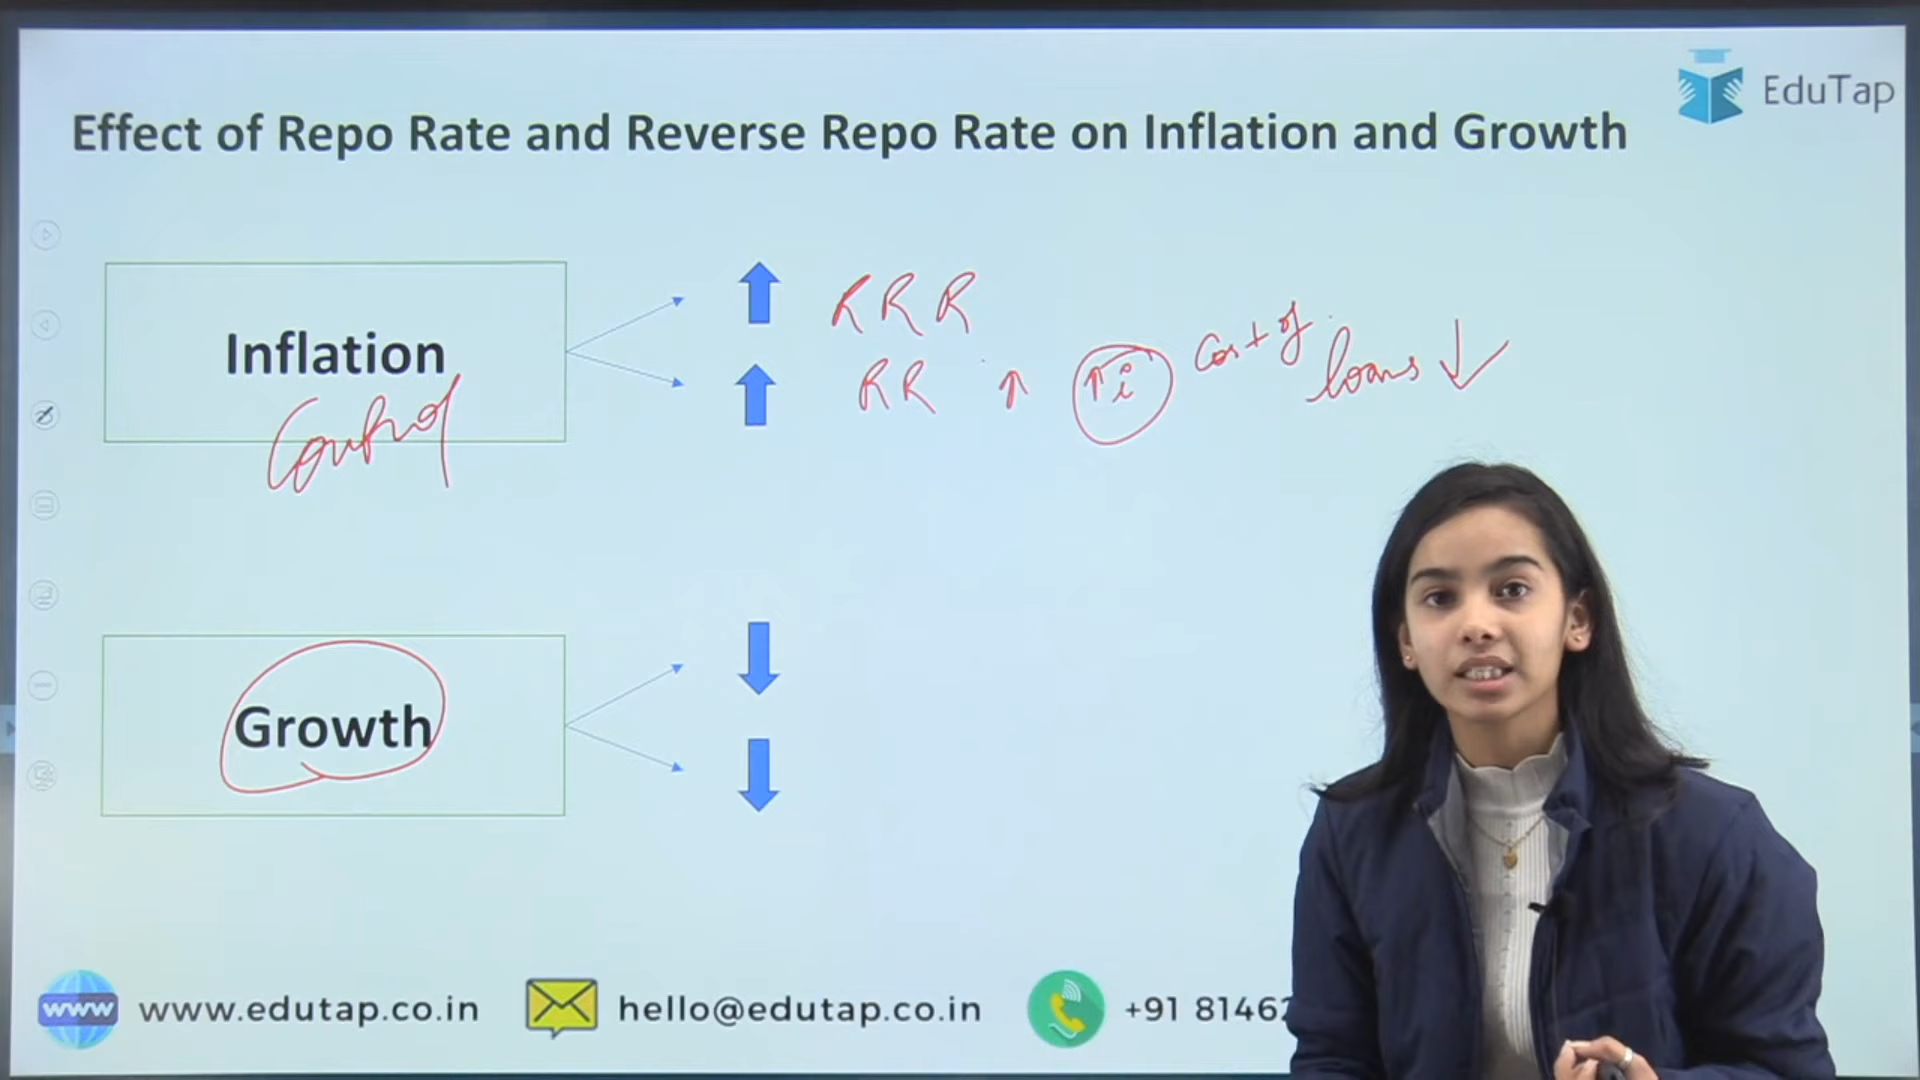 EduTap
Effect of Repo Rate and Reverse Repo Rate on Inflation and Growth
Inflation
Control
RRR
RR ↑ ↑i Cost of loans ↓
Growth
www www.edutap.co.in
hello@edutap.co.in
+91 8146